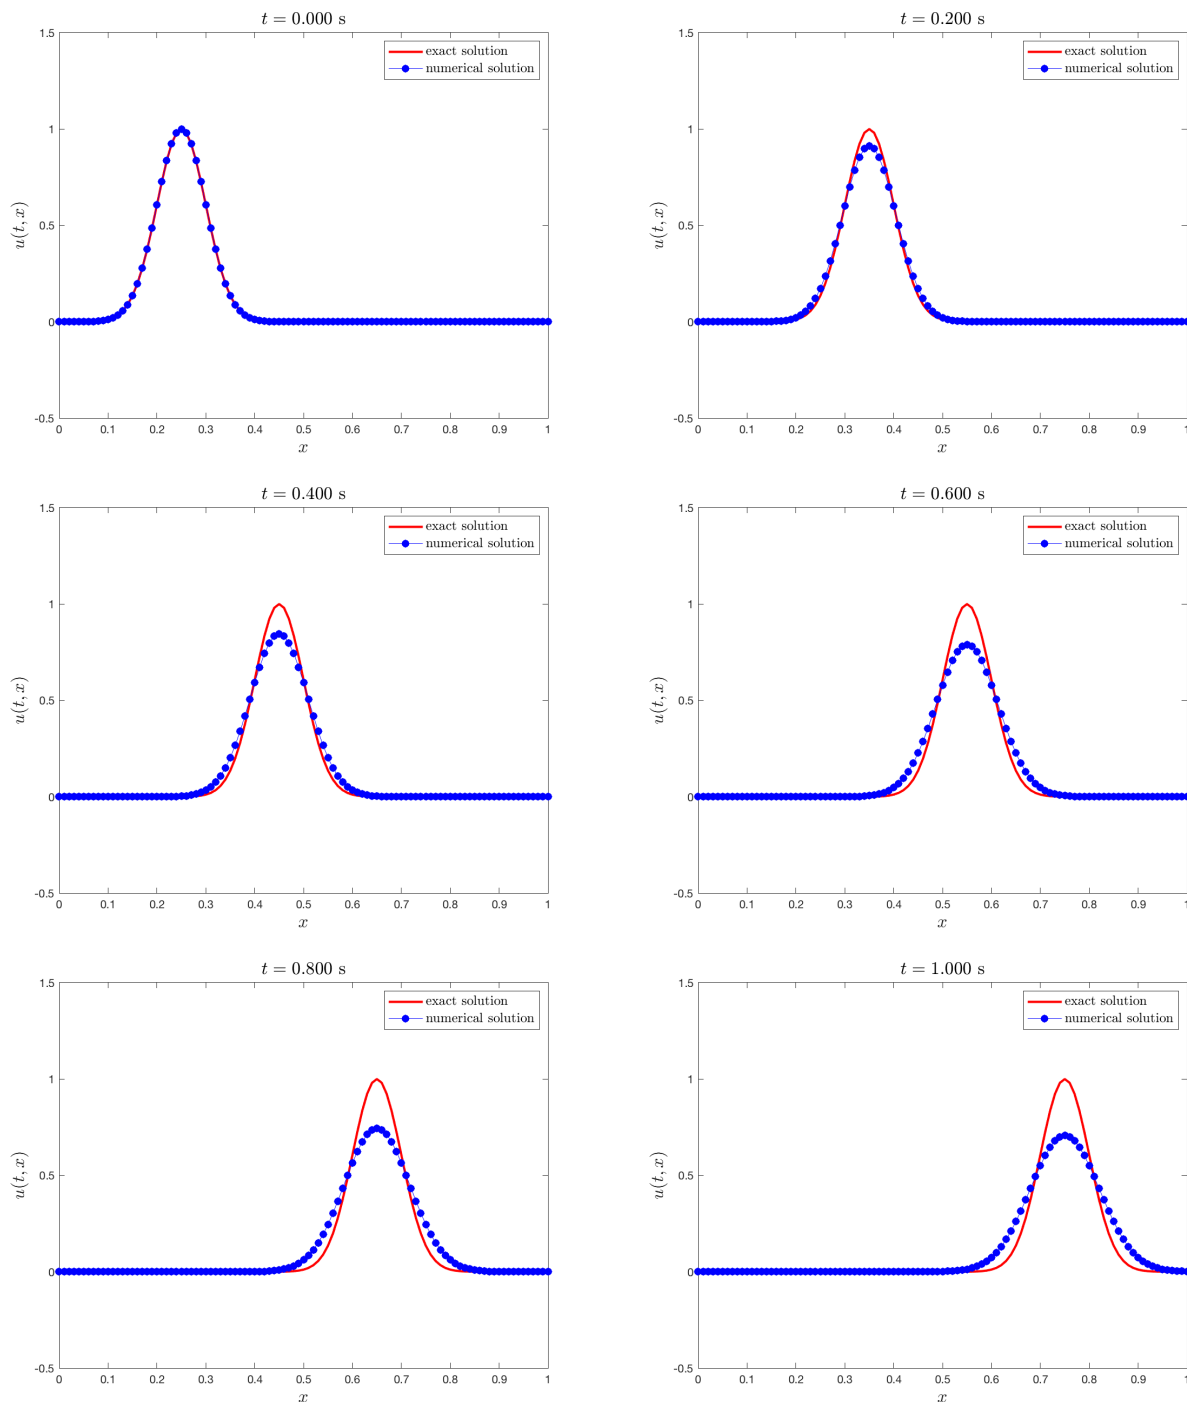 t = 0.000 s
1.5
1
0.5
0
-0.5
u(t, x)
exact solution
numerical solution
0 0.1 0.2 0.3 0.4 0.5 0.6 0.7 0.8 0.9 1
x
t = 0.200 s
1.5
1
0.5
0
-0.5
u(t, x)
exact solution
numerical solution
0 0.1 0.2 0.3 0.4 0.5 0.6 0.7 0.8 0.9 1
x
t = 0.400 s
1.5
1
0.5
0
-0.5
u(t, x)
exact solution
numerical solution
0 0.1 0.2 0.3 0.4 0.5 0.6 0.7 0.8 0.9 1
x
t = 0.600 s
1.5
1
0.5
0
-0.5
u(t, x)
exact solution
numerical solution
0 0.1 0.2 0.3 0.4 0.5 0.6 0.7 0.8 0.9 1
x
t = 0.800 s
1.5
1
0.5
0
-0.5
u(t, x)
exact solution
numerical solution
0 0.1 0.2 0.3 0.4 0.5 0.6 0.7 0.8 0.9 1
x
t = 1.000 s
1.5
1
0.5
0
-0.5
u(t, x)
exact solution
numerical solution
0 0.1 0.2 0.3 0.4 0.5 0.6 0.7 0.8 0.9 1
x